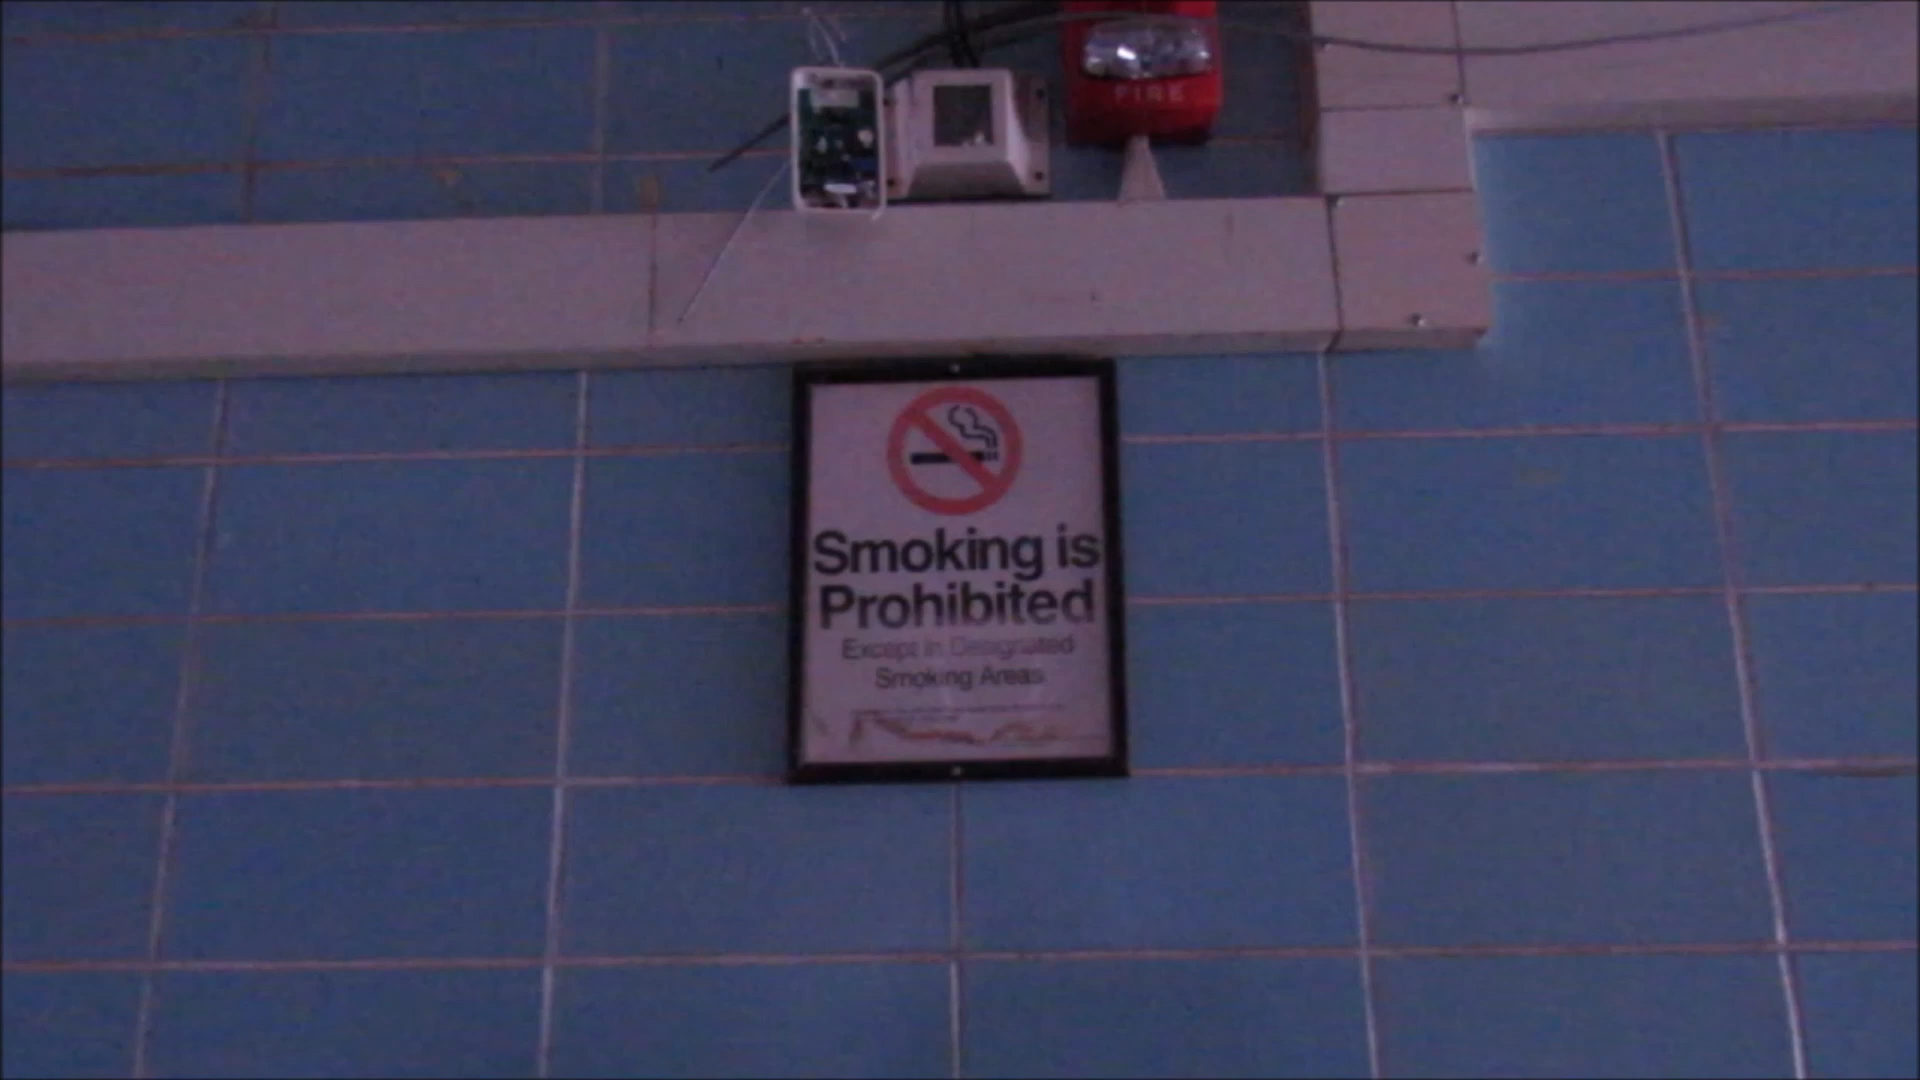 FIRE
Smoking is
Prohibited
Except in Designated
Smoking Areas